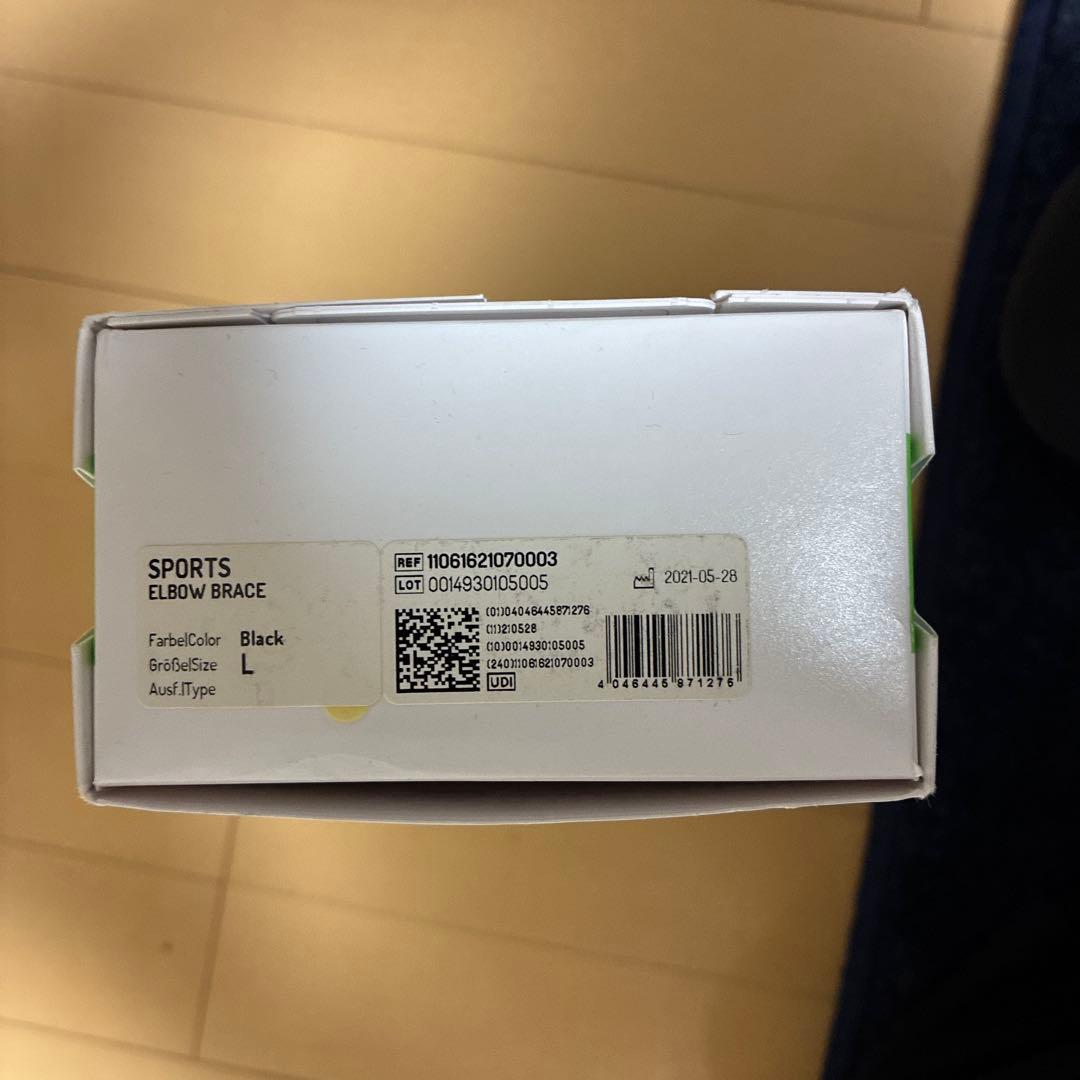 SPORTS
ELBOW BRACE
Farbe|Color Black
Größe|Size L
Ausf.|Type
REF 11061621070003
LOT 0014930105005
2021-05-28
(01)04046445871276
(11)210528
(10)0014930105005
(240)11061621070003
UDI
4 046445 871276